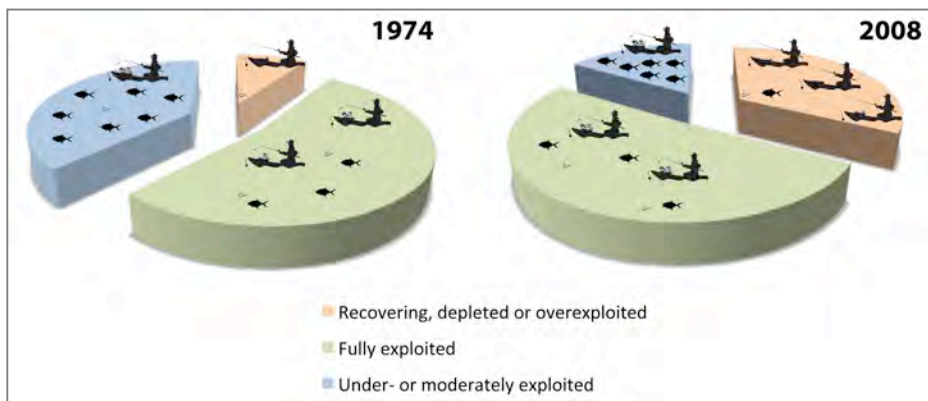 1974
2008
Recovering, depleted or overexploited
Fully exploited
Under- or moderately exploited